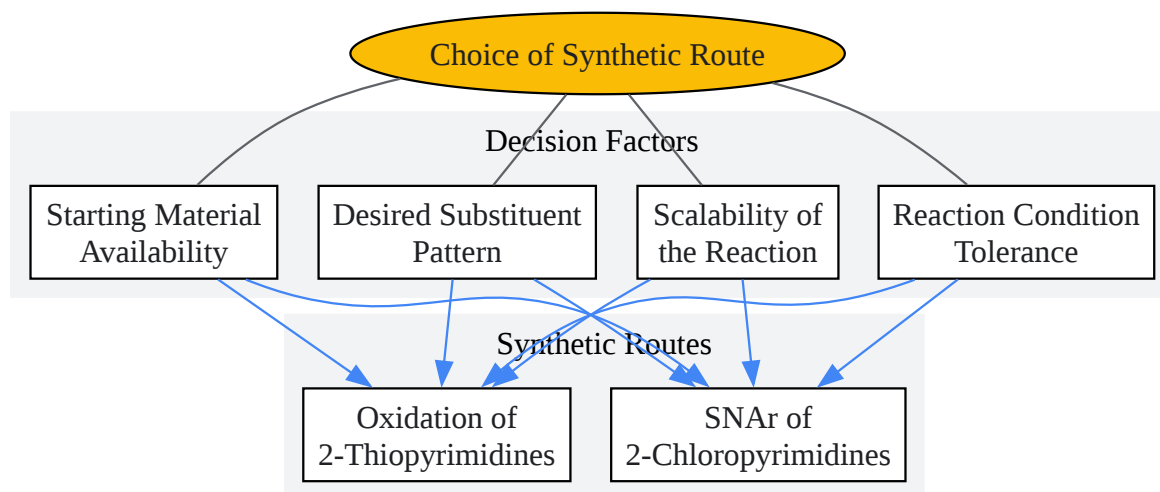 Choice of Synthetic Route
Decision Factors
Starting Material
Availability
Desired Substituent
Pattern
Scalability of
the Reaction
Reaction Condition
Tolerance
Synthetic Routes
Oxidation of
2-Thiopyrimidines
SNAr of
2-Chloropyrimidines